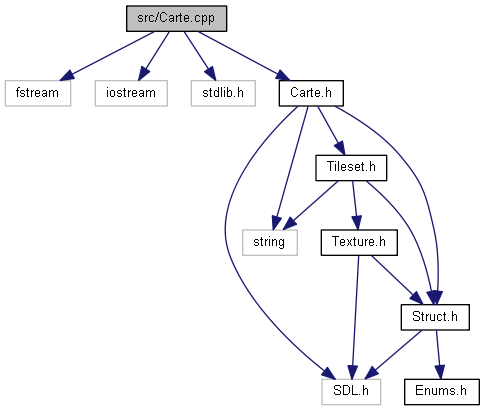 src/Carte.cpp
fstream
iostream
stdlib.h
Carte.h
Tileset.h
string
Texture.h
Struct.h
SDL.h
Enums.h